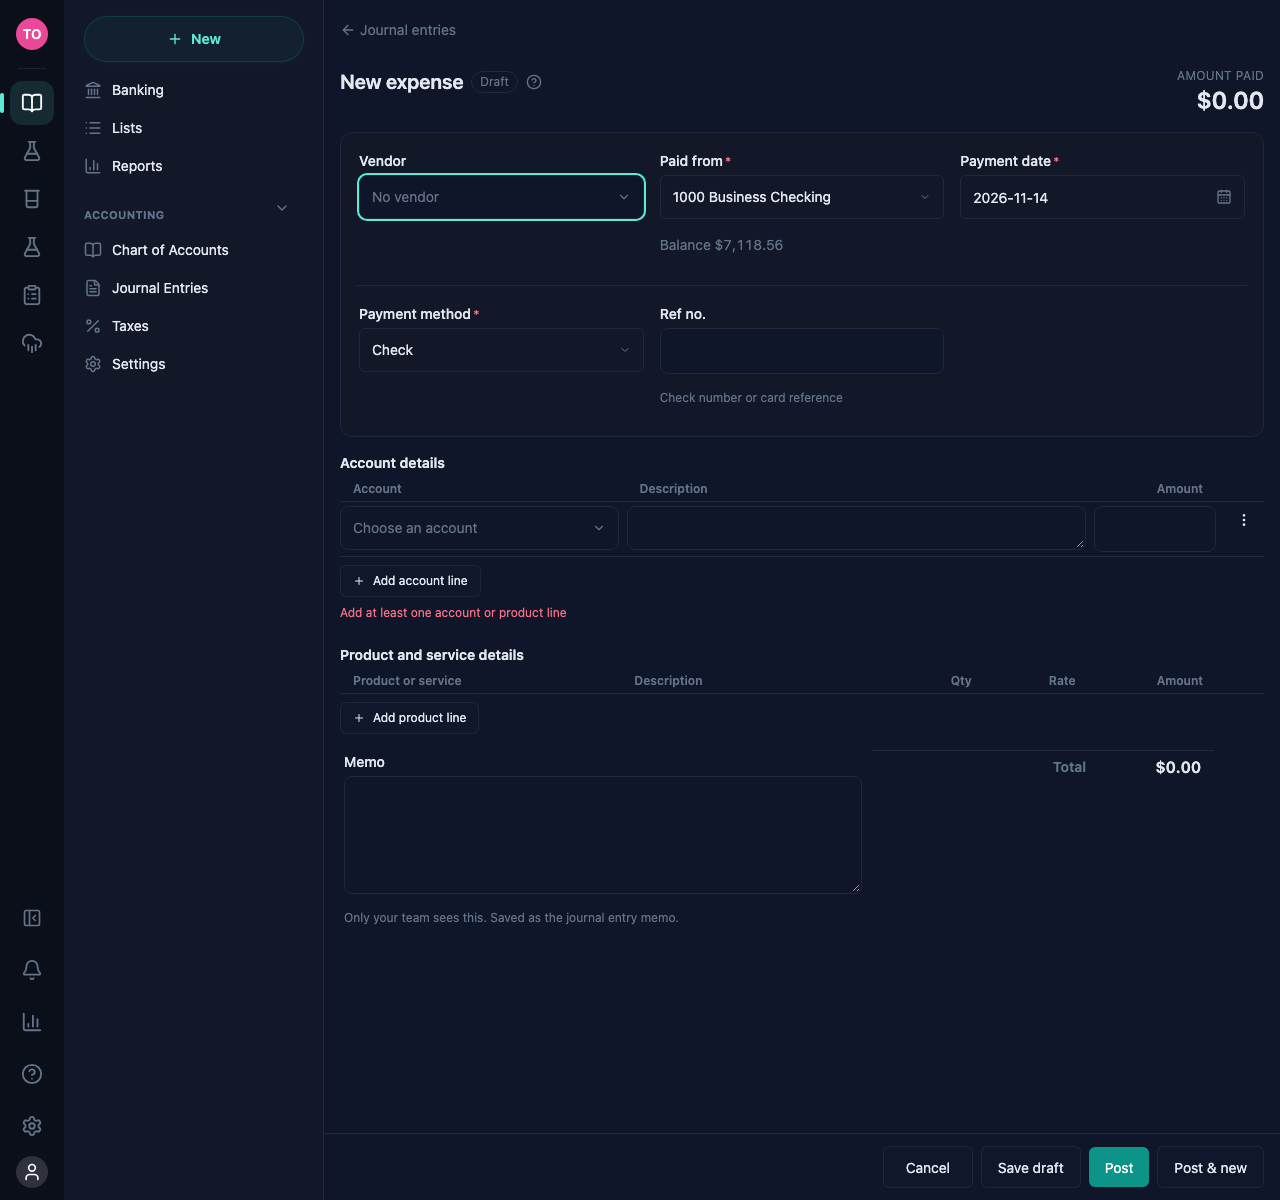 TO
New
Banking
Lists
Reports
ACCOUNTING
Chart of Accounts
Journal Entries
Taxes
Settings
Journal entries
New expense
Draft
AMOUNT PAID
$0.00
Vendor
Paid from*
Payment date*
No vendor
1000 Business Checking
2026-11-14
Balance $7,118.56
Payment method*
Ref no.
Check
Check number or card reference
Account details
Account Description Amount
Choose an account
Add account line
Add at least one account or product line
Product and service details
Product or service Description Qty Rate Amount
Add product line
Memo
Total $0.00
Only your team sees this. Saved as the journal entry memo.
Cancel
Save draft
Post
Post & new